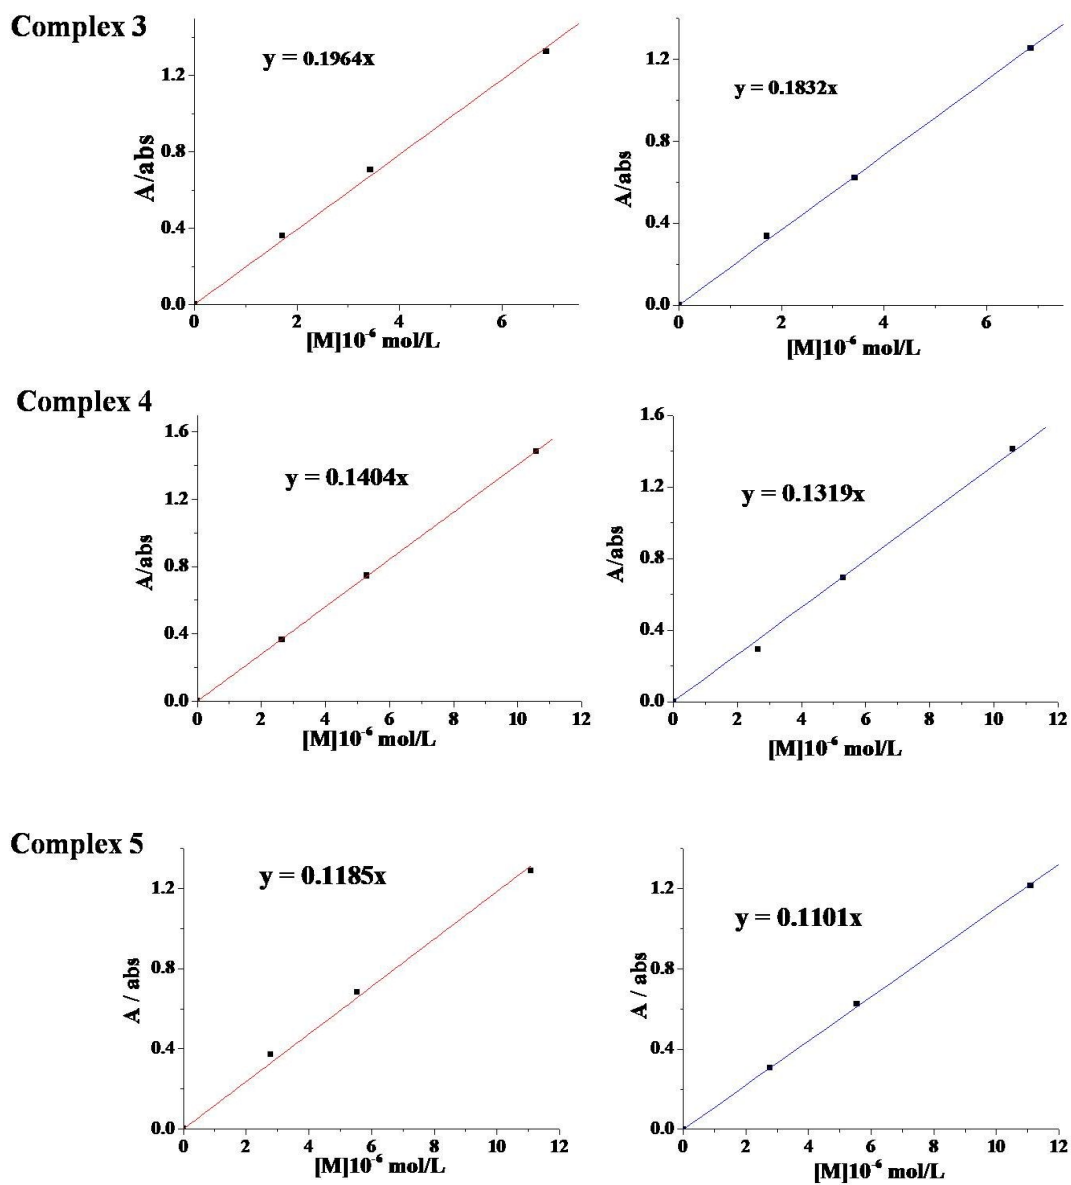 Complex 3
y = 0.1964x
A/abs
1.2
0.8
0.4
0.0
0 2 4 6
[M]10⁻⁶ mol/L
y = 0.1832x
A/abs
1.2
0.8
0.4
0.0
0 2 4 6
[M]10⁻⁶ mol/L
Complex 4
y = 0.1404x
A/abs
1.6
1.2
0.8
0.4
0.0
0 2 4 6 8 10 12
[M]10⁻⁶ mol/L
y = 0.1319x
A/abs
1.6
1.2
0.8
0.4
0.0
0 2 4 6 8 10 12
[M]10⁻⁶ mol/L
Complex 5
y = 0.1185x
A / abs
1.2
0.8
0.4
0.0
0 2 4 6 8 10 12
[M]10⁻⁶ mol/L
y = 0.1101x
A / abs
1.2
0.8
0.4
0.0
0 2 4 6 8 10 12
[M]10⁻⁶ mol/L